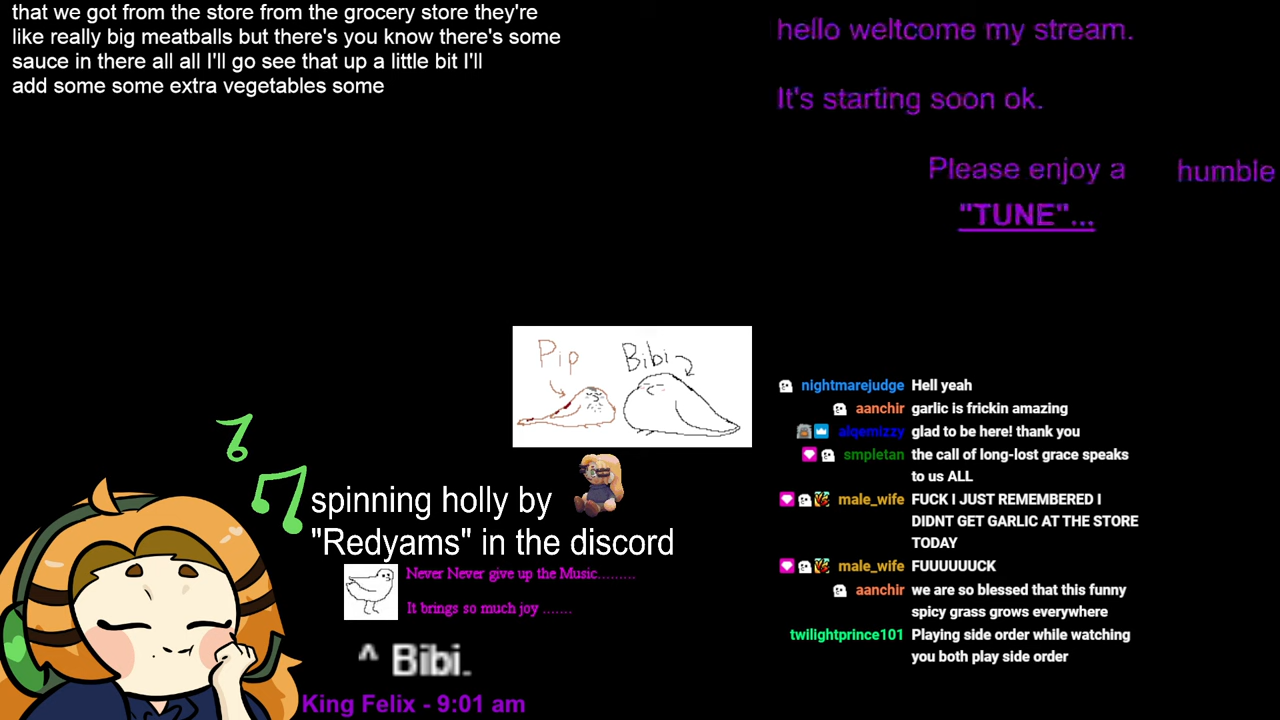 that we got from the store from the grocery store they're
like really big meatballs but there's you know there's some
sauce in there all all I'll go see that up a little bit I'll
add some some extra vegetables some
hello weltcome my stream.
It's starting soon ok.
Please enjoy a humble
"TUNE"...
Pip
Bibi
nightmarejudge Hell yeah
aanchir garlic is frickin amazing
alqemizzy glad to be here! thank you
smpletan the call of long-lost grace speaks
to us ALL
male_wife FUCK I JUST REMEMBERED I
DIDNT GET GARLIC AT THE STORE
TODAY
male_wife FUUUUUUCK
aanchir we are so blessed that this funny
spicy grass grows everywhere
twilightprince101 Playing side order while watching
you both play side order
spinning holly by
"Redyams" in the discord
Never Never give up the Music.........
It brings so much joy .......
^ Bibi.
King Felix - 9:01 am